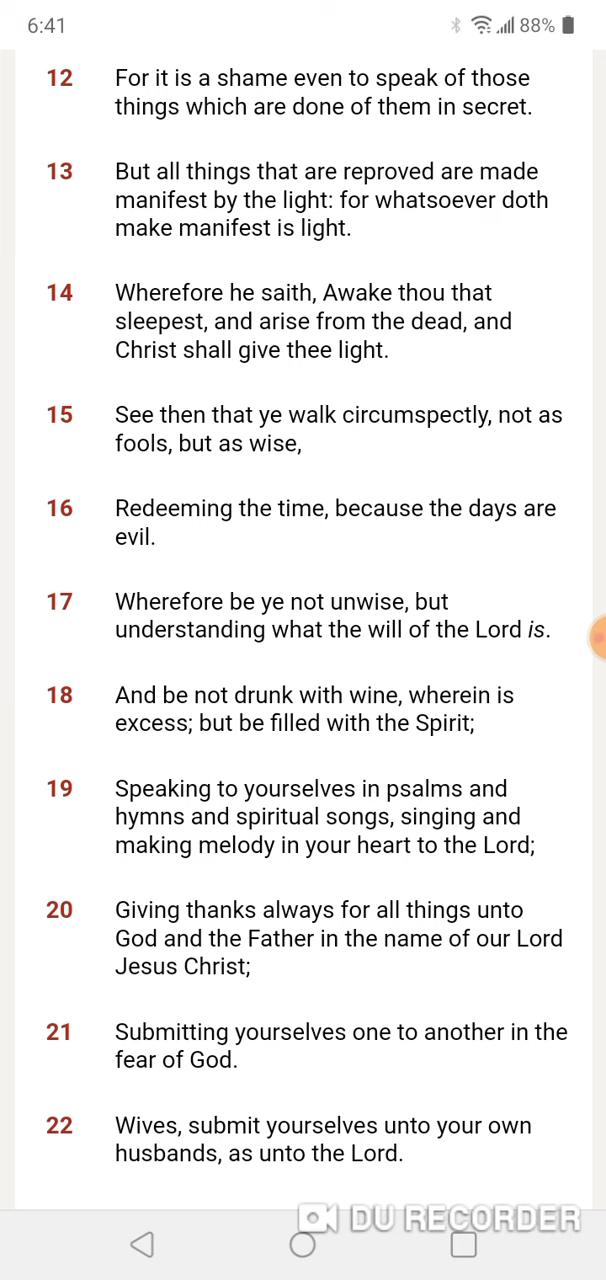 6:41 88%
12 For it is a shame even to speak of those
things which are done of them in secret.
13 But all things that are reproved are made
manifest by the light: for whatsoever doth
make manifest is light.
14 Wherefore he saith, Awake thou that
sleepest, and arise from the dead, and
Christ shall give thee light.
15 See then that ye walk circumspectly, not as
fools, but as wise,
16 Redeeming the time, because the days are
evil.
17 Wherefore be ye not unwise, but
understanding what the will of the Lord is.
18 And be not drunk with wine, wherein is
excess; but be filled with the Spirit;
19 Speaking to yourselves in psalms and
hymns and spiritual songs, singing and
making melody in your heart to the Lord;
20 Giving thanks always for all things unto
God and the Father in the name of our Lord
Jesus Christ;
21 Submitting yourselves one to another in the
fear of God.
22 Wives, submit yourselves unto your own
husbands, as unto the Lord.
DU RECORDER